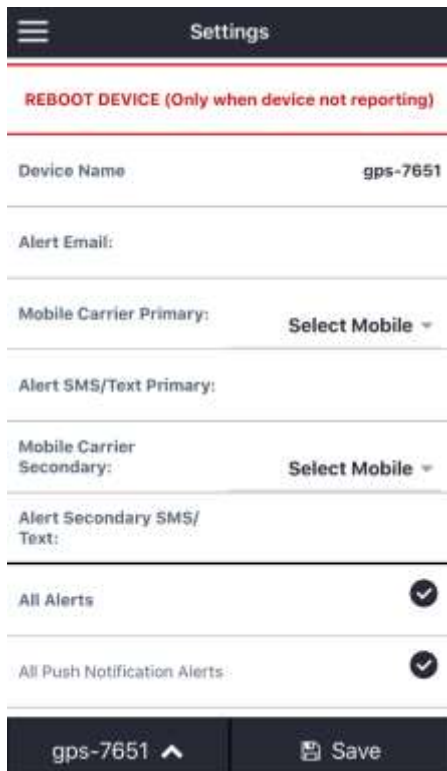 Settings
REBOOT DEVICE (Only when device not reporting)
Device Name gps-7651
Alert Email:
Mobile Carrier Primary: Select Mobile
Alert SMS/Text Primary:
Mobile Carrier
Secondary: Select Mobile
Alert Secondary SMS/
Text:
All Alerts
All Push Notification Alerts
gps-7651 Save